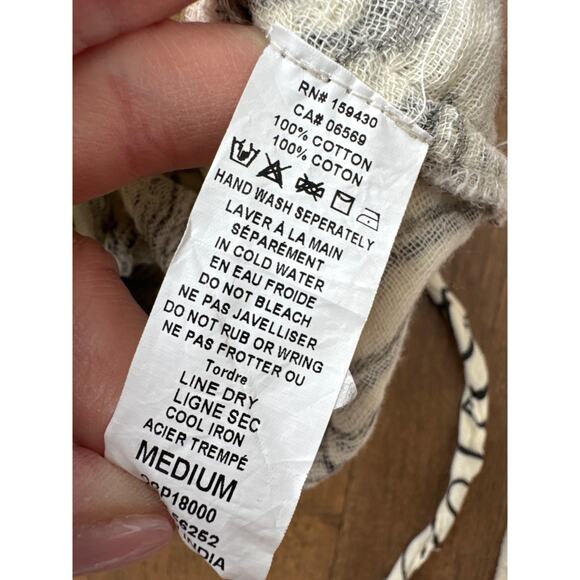 RN# 159430
CA# 06569
100% COTTON
100% COTON
HAND WASH SEPERATELY
LAVER À LA MAIN
SÉPARÉMENT
IN COLD WATER
EN EAU FROIDE
DO NOT BLEACH
NE PAS JAVELLISER
DO NOT RUB OR WRING
NE PAS FROTTER OU
Tordre
LINE DRY
LIGNE SEC
COOL IRON
ACIER TREMPÉ
MEDIUM
INDIA